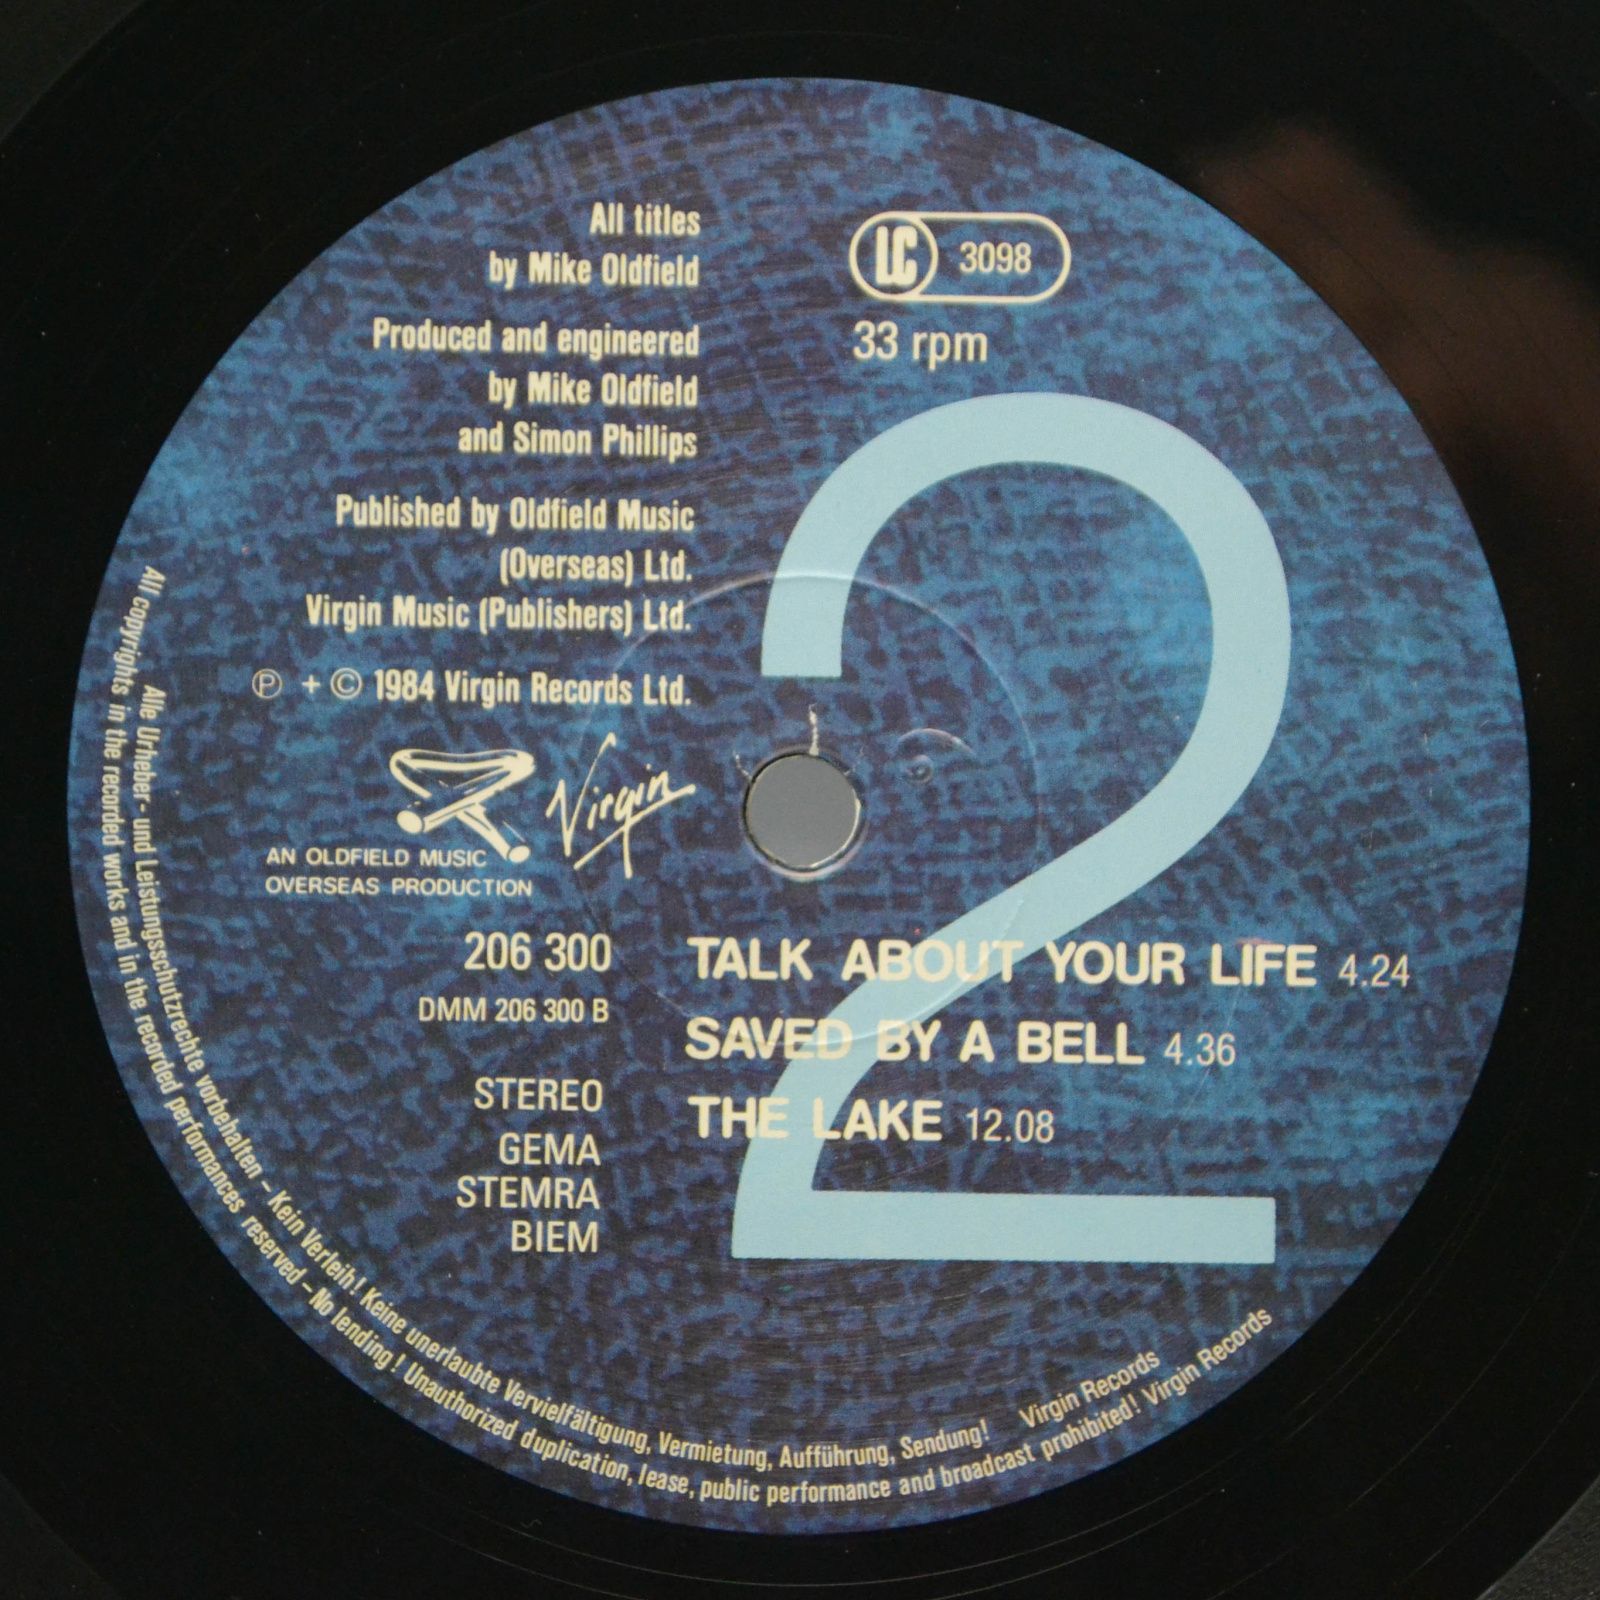 All titles
by Mike Oldfield
Produced and engineered
by Mike Oldfield
and Simon Phillips
Published by Oldfield Music
(Overseas) Ltd.
Virgin Music (Publishers) Ltd.
Ⓟ + © 1984 Virgin Records Ltd.
AN OLDFIELD MUSIC
OVERSEAS PRODUCTION
Virgin
206 300
DMM 206 300 B
STEREO
GEMA
STEMRA
BIEM
LC 3098
33 rpm
2
TALK ABOUT YOUR LIFE 4.24
SAVED BY A BELL 4.36
THE LAKE 12.08
Alle Urheber- und Leistungsschutzrechte vorbehalten – Kein Verleih! Keine unerlaubte Vervielfältigung, Vermietung, Aufführung, Sendung! Virgin Records
All copyrights in the recorded works and in the recorded performances reserved – No lending! Unauthorized duplication, lease, public performance and broadcast prohibited! Virgin Records